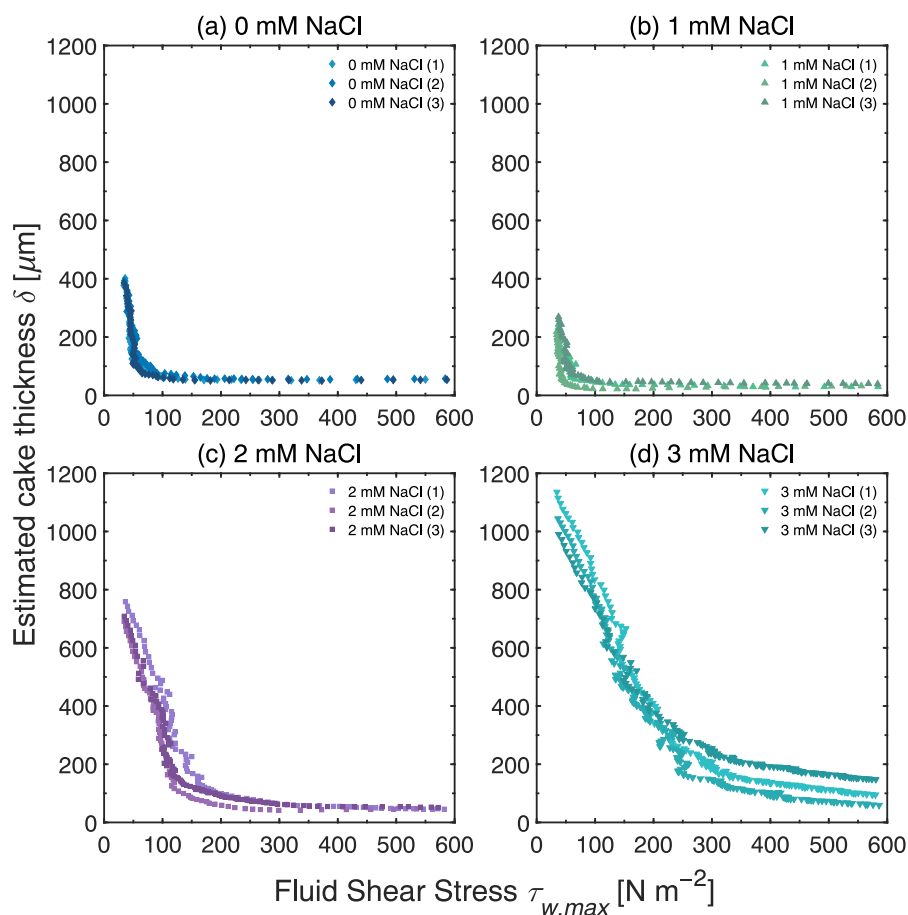 (a) 0 mM NaCl
1200
1000
800
600
400
200
0
0 100 200 300 400 500 600
0 mM NaCl (1)
0 mM NaCl (2)
0 mM NaCl (3)
(b) 1 mM NaCl
1200
1000
800
600
400
200
0
0 100 200 300 400 500 600
1 mM NaCl (1)
1 mM NaCl (2)
1 mM NaCl (3)
Estimated cake thickness δ [μm]
(c) 2 mM NaCl
1200
1000
800
600
400
200
0
0 100 200 300 400 500 600
2 mM NaCl (1)
2 mM NaCl (2)
2 mM NaCl (3)
(d) 3 mM NaCl
1200
1000
800
600
400
200
0
0 100 200 300 400 500 600
3 mM NaCl (1)
3 mM NaCl (2)
3 mM NaCl (3)
Fluid Shear Stress τ_w,max [N m⁻²]